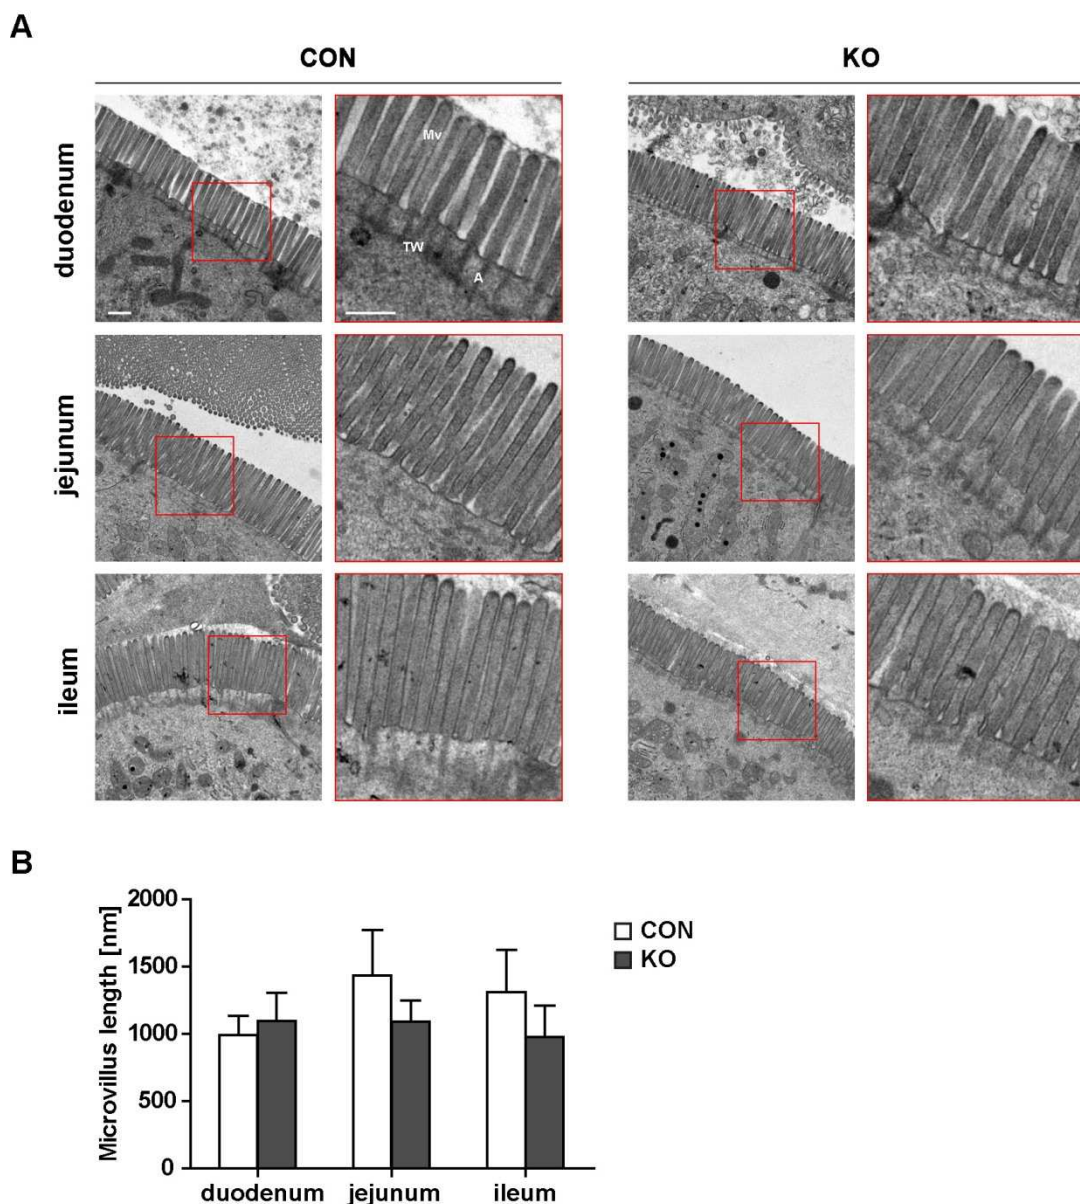 A
CON KO
duodenum
Mv
TW
A
jejunum
ileum
B
Microvillus length [nm]
2000
1500
1000
500
0
CON
KO
duodenum jejunum ileum